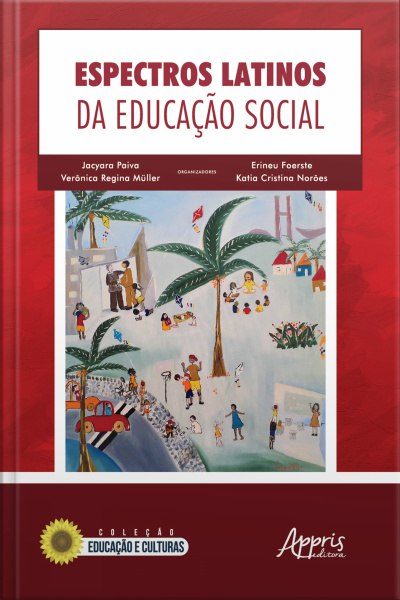 ESPECTROS LATINOS
DA EDUCAÇÃO SOCIAL
Jacyara Paiva
Verônica Regina Müller
ORGANIZADORES
Erineu Foerste
Katia Cristina Norões
COLEÇÃO
EDUCAÇÃO E CULTURAS
Appris
editora